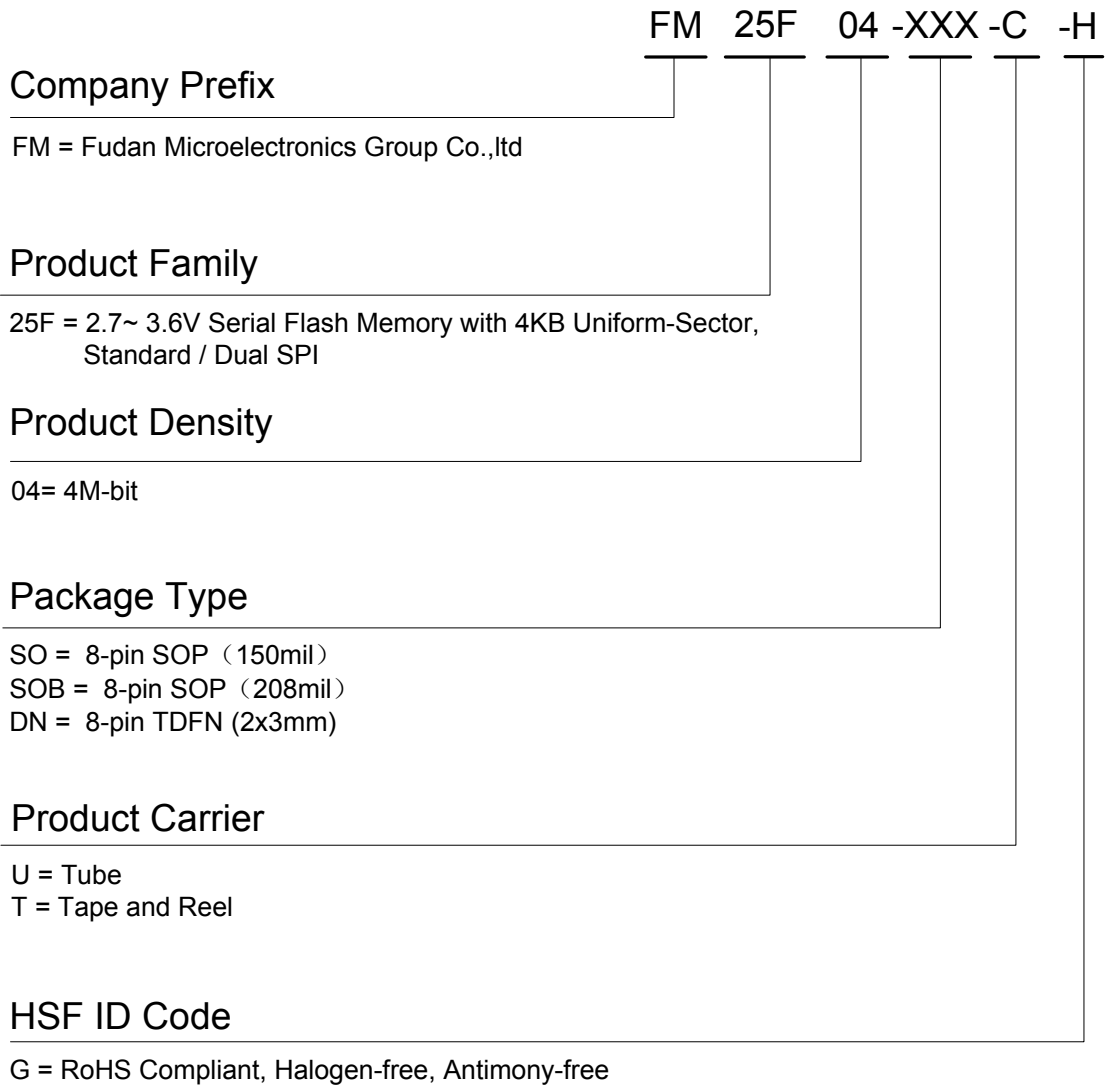 FM 25F 04 -XXX -C -H
Company Prefix
FM = Fudan Microelectronics Group Co.,ltd
Product Family
25F = 2.7~ 3.6V Serial Flash Memory with 4KB Uniform-Sector,
Standard / Dual SPI
Product Density
04= 4M-bit
Package Type
SO = 8-pin SOP（150mil）
SOB = 8-pin SOP（208mil）
DN = 8-pin TDFN (2x3mm)
Product Carrier
U = Tube
T = Tape and Reel
HSF ID Code
G = RoHS Compliant, Halogen-free, Antimony-free